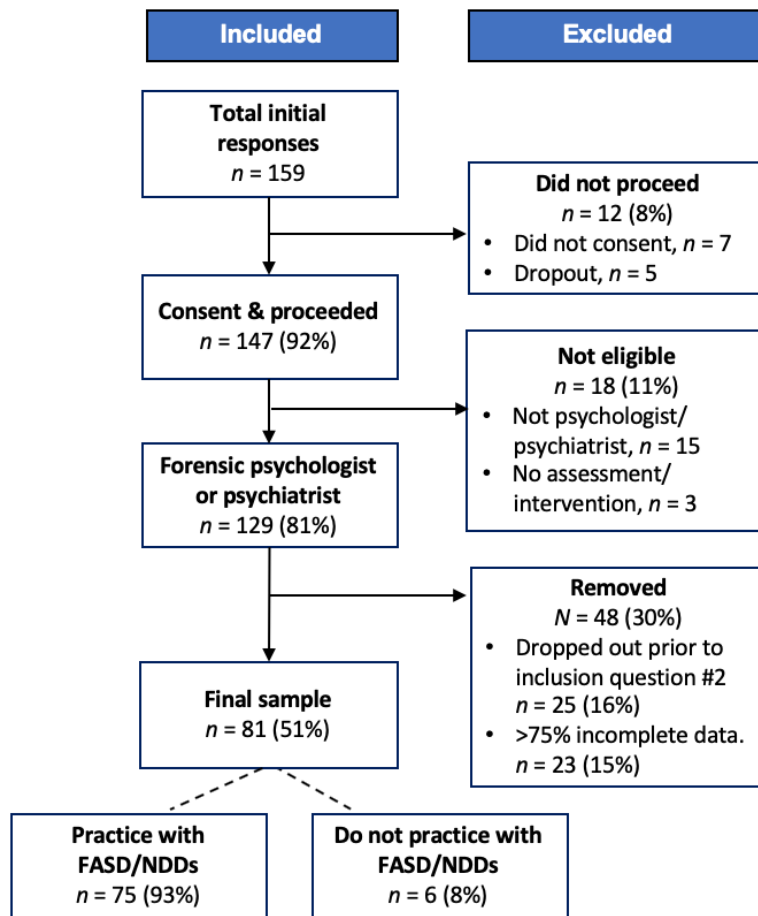 Included
Excluded
Total initial
responses
n = 159
Did not proceed
n = 12 (8%)
• Did not consent, n = 7
• Dropout, n = 5
Consent & proceeded
n = 147 (92%)
Not eligible
n = 18 (11%)
• Not psychologist/
psychiatrist, n = 15
• No assessment/
intervention, n = 3
Forensic psychologist
or psychiatrist
n = 129 (81%)
Removed
N = 48 (30%)
• Dropped out prior to
inclusion question #2
n = 25 (16%)
• >75% incomplete data.
n = 23 (15%)
Final sample
n = 81 (51%)
Practice with
FASD/NDDs
n = 75 (93%)
Do not practice with
FASD/NDDs
n = 6 (8%)